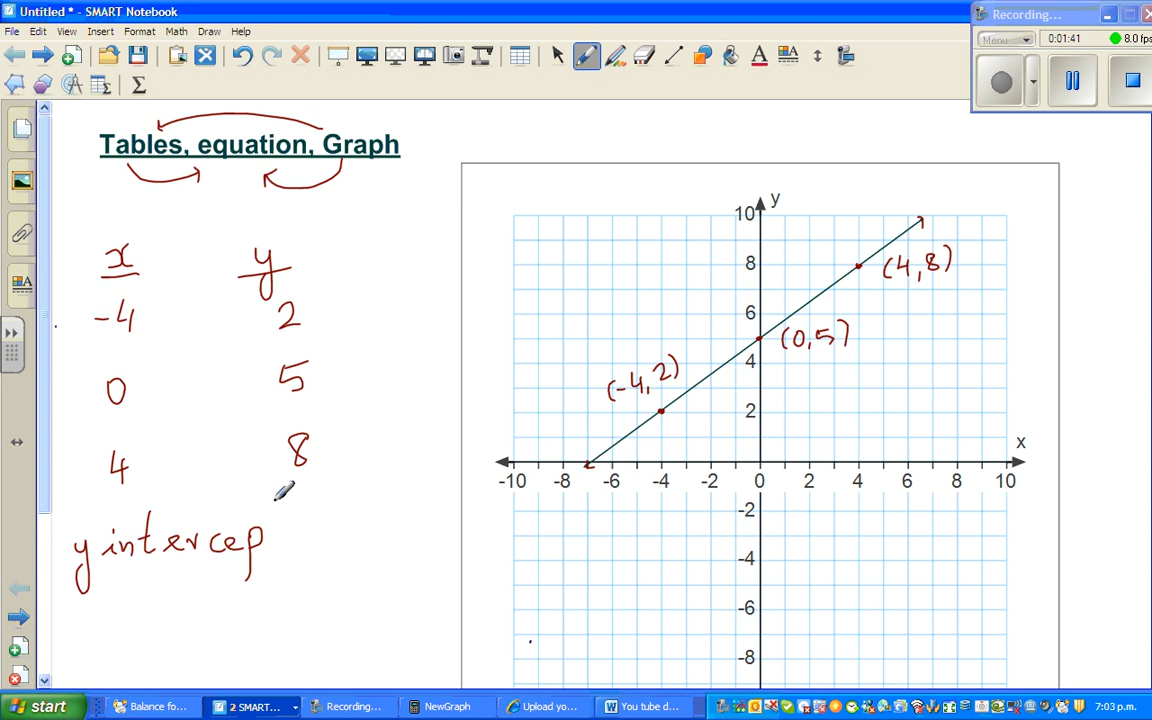 Untitled * - SMART Notebook
Recording...
File Edit View Insert Format Math Draw Help
Menu
0:01:41
8.0 fps
Tables, equation, Graph
x y
-4 2
0 5
4 8
y intercep
y
10
8
6
4
2
(4,8)
(0,5)
(-4,2)
x
-10 -8 -6 -4 -2 0 2 4 6 8 10
-2
-4
-6
-8
start
Balance fo...
2 SMART...
Recording...
NewGraph
Upload yo...
You tube d...
7:03 p.m.